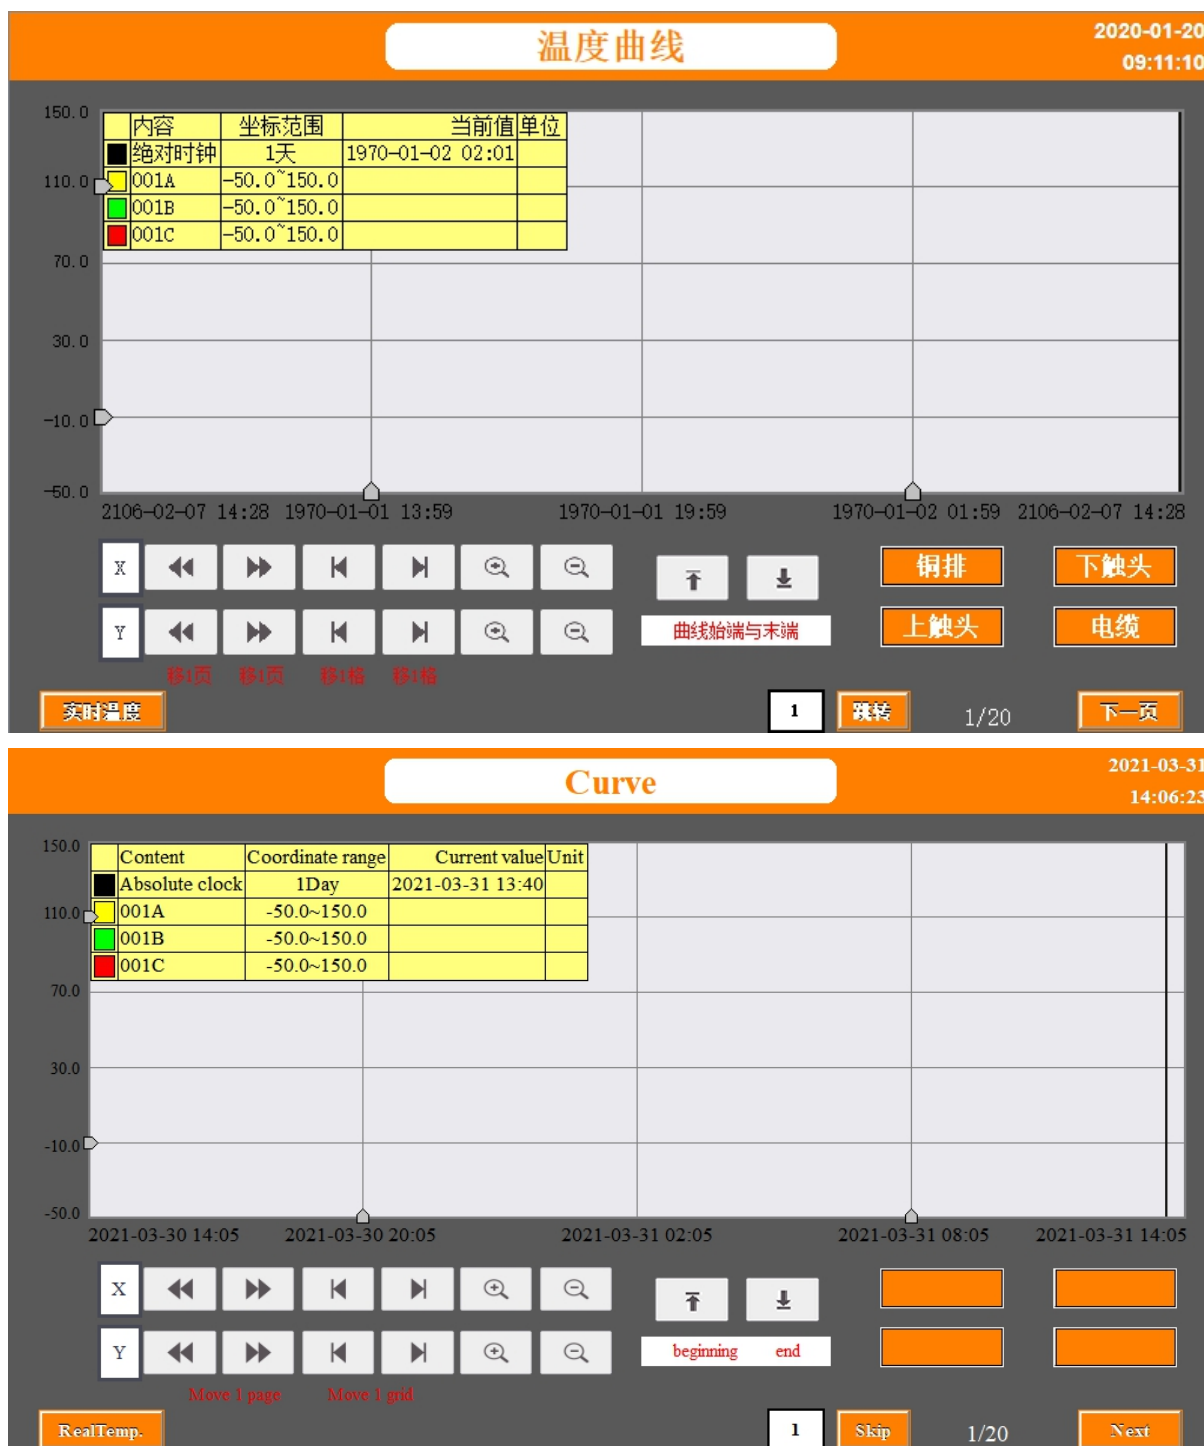 温度曲线
2020-01-20
09:11:10
150.0
内容 坐标范围 当前值 单位
绝对时钟 1天 1970-01-02 02:01
110.0
001A -50.0~150.0
001B -50.0~150.0
001C -50.0~150.0
70.0
30.0
-10.0
-50.0
2106-02-07 14:28 1970-01-01 13:59 1970-01-01 19:59 1970-01-02 01:59 2106-02-07 14:28
X
铜排 下触头
Y
曲线始端与末端
上触头 电缆
移1页 移1页 移1格 移1格
实时温度 1 跳转 1/20 下一页
Curve
2021-03-31
14:06:23
150.0
Content Coordinate range Current value Unit
Absolute clock 1Day 2021-03-31 13:40
110.0
001A -50.0~150.0
001B -50.0~150.0
001C -50.0~150.0
70.0
30.0
-10.0
-50.0
2021-03-30 14:05 2021-03-30 20:05 2021-03-31 02:05 2021-03-31 08:05 2021-03-31 14:05
X
Y
beginning end
Move 1 page Move 1 grid
RealTemp. 1 Skip 1/20 Next